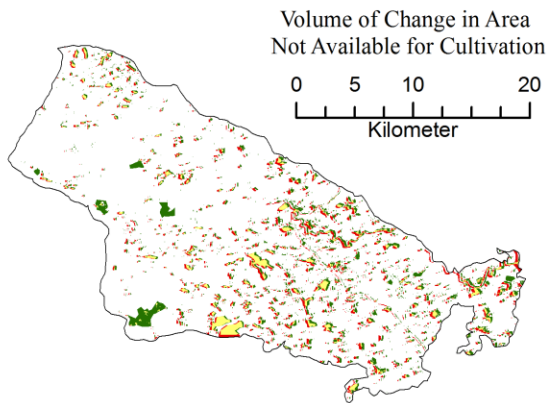 Volume of Change in Area
Not Available for Cultivation
0 5 10 20
Kilometer